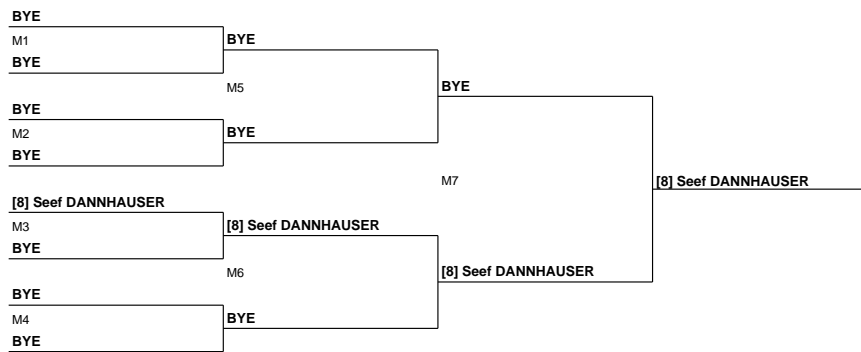 BYE
M1
BYE
BYE
M5
BYE
M2
BYE
BYE
BYE
[8] Seef DANNHAUSER
M3
BYE
[8] Seef DANNHAUSER
M6
BYE
M4
BYE
BYE
[8] Seef DANNHAUSER
M7
[8] Seef DANNHAUSER